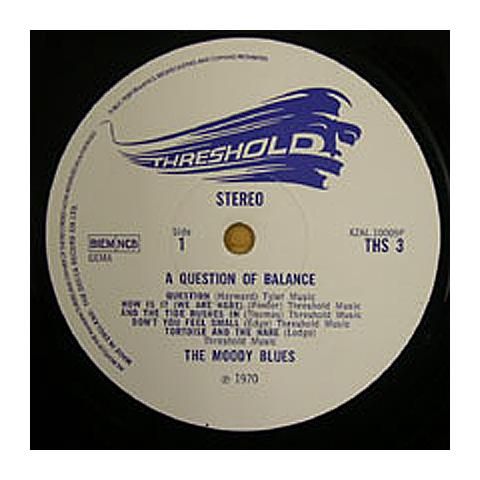 THRESHOLD
STEREO
Side
1
KZAL 10009P
THS 3
BIEM/NCB
GEMA
A QUESTION OF BALANCE
QUESTION (Hayward) Tyler Music
HOW IS IT (WE ARE HERE) (Pinder) Threshold Music
AND THE TIDE RUSHES IN (Thomas) Threshold Music
DON'T YOU FEEL SMALL (Edge) Threshold Music
TORTOISE AND THE HARE (Lodge)
Threshold Music
THE MOODY BLUES
℗ 1970